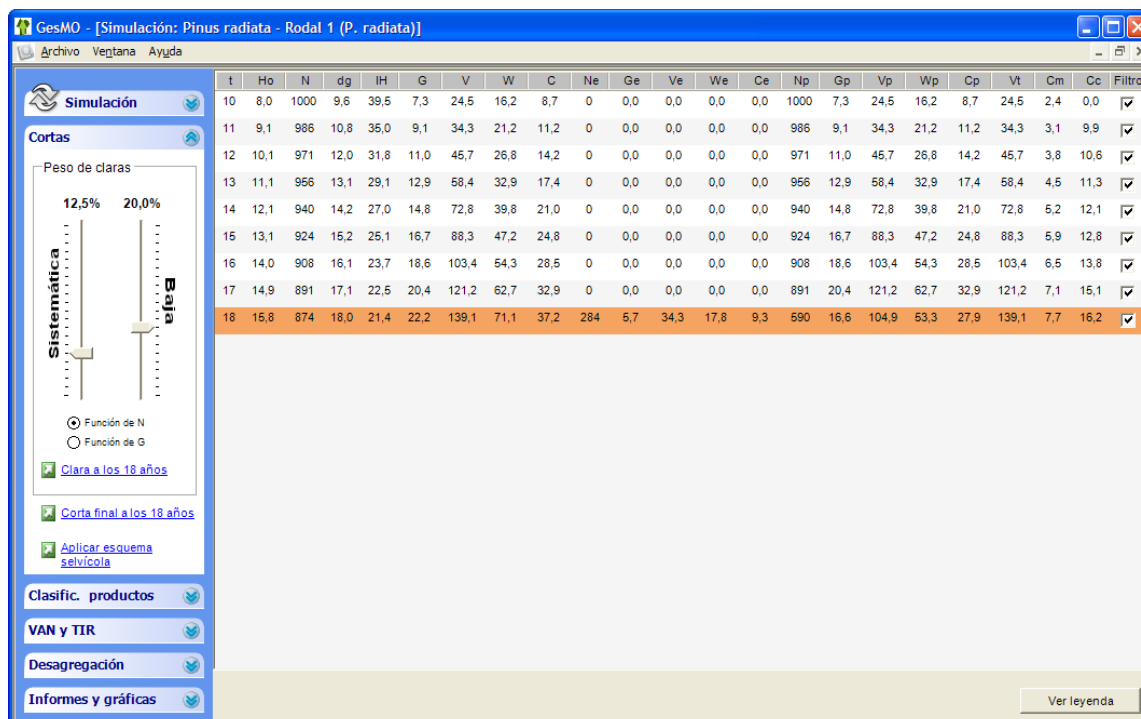 GesMO - [Simulación: Pinus radiata - Rodal 1 (P. radiata)]
Archivo Ventana Ayuda
Simulación
Cortas
Peso de claras
12,5% 20,0%
Sistemática
Baja
Función de N
Función de G
Clara a los 18 años
Corta final a los 18 años
Aplicar esquema
selvícola
Clasific. productos
VAN y TIR
Desagregación
Informes y gráficas
t Ho N dg IH G V W C Ne Ge Ve We Ce Np Gp Vp Wp Cp Vt Cm Cc Filtro
10 8,0 1000 9,6 39,5 7,3 24,5 16,2 8,7 0 0,0 0,0 0,0 0,0 1000 7,3 24,5 16,2 8,7 24,5 2,4 0,0
11 9,1 986 10,8 35,0 9,1 34,3 21,2 11,2 0 0,0 0,0 0,0 0,0 986 9,1 34,3 21,2 11,2 34,3 3,1 9,9
12 10,1 971 12,0 31,8 11,0 45,7 26,8 14,2 0 0,0 0,0 0,0 0,0 971 11,0 45,7 26,8 14,2 45,7 3,8 10,6
13 11,1 956 13,1 29,1 12,9 58,4 32,9 17,4 0 0,0 0,0 0,0 0,0 956 12,9 58,4 32,9 17,4 58,4 4,5 11,3
14 12,1 940 14,2 27,0 14,8 72,8 39,8 21,0 0 0,0 0,0 0,0 0,0 940 14,8 72,8 39,8 21,0 72,8 5,2 12,1
15 13,1 924 15,2 25,1 16,7 88,3 47,2 24,8 0 0,0 0,0 0,0 0,0 924 16,7 88,3 47,2 24,8 88,3 5,9 12,8
16 14,0 908 16,1 23,7 18,6 103,4 54,3 28,5 0 0,0 0,0 0,0 0,0 908 18,6 103,4 54,3 28,5 103,4 6,5 13,8
17 14,9 891 17,1 22,5 20,4 121,2 62,7 32,9 0 0,0 0,0 0,0 0,0 891 20,4 121,2 62,7 32,9 121,2 7,1 15,1
18 15,8 874 18,0 21,4 22,2 139,1 71,1 37,2 284 5,7 34,3 17,8 9,3 590 16,6 104,9 53,3 27,9 139,1 7,7 16,2
Ver leyenda